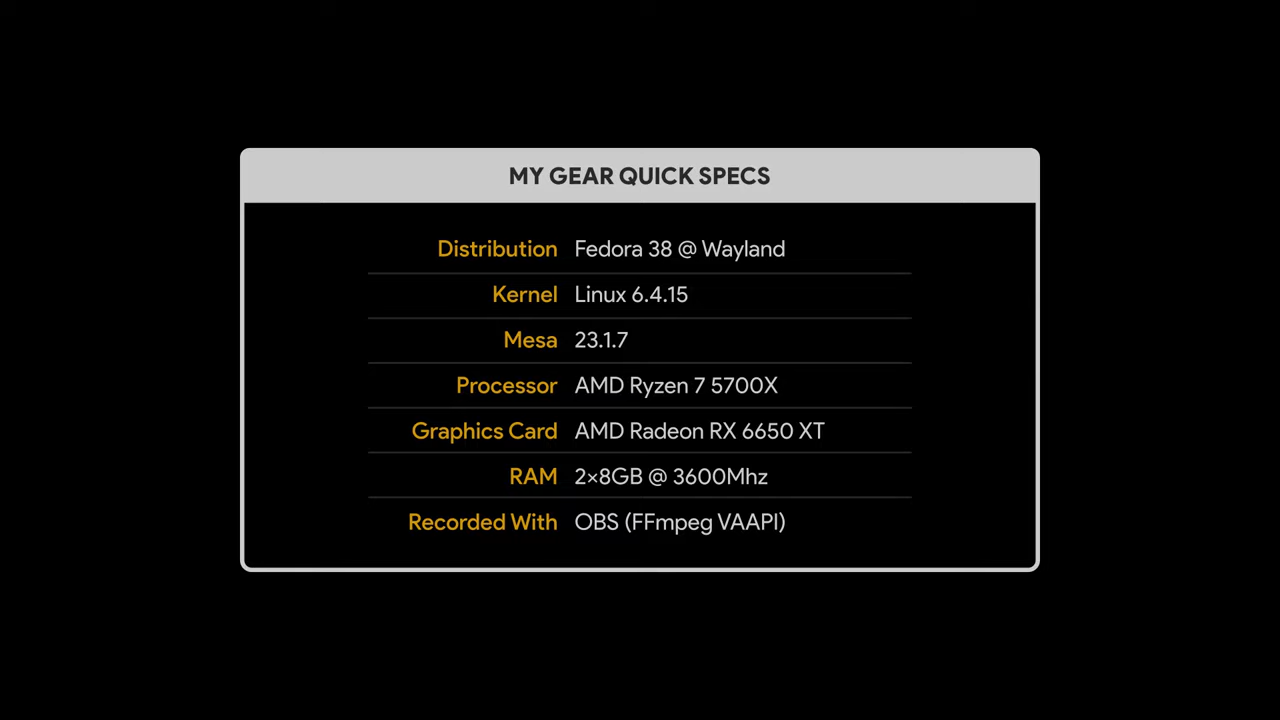 MY GEAR QUICK SPECS
Distribution Fedora 38 @ Wayland
Kernel Linux 6.4.15
Mesa 23.1.7
Processor AMD Ryzen 7 5700X
Graphics Card AMD Radeon RX 6650 XT
RAM 2×8GB @ 3600Mhz
Recorded With OBS (FFmpeg VAAPI)